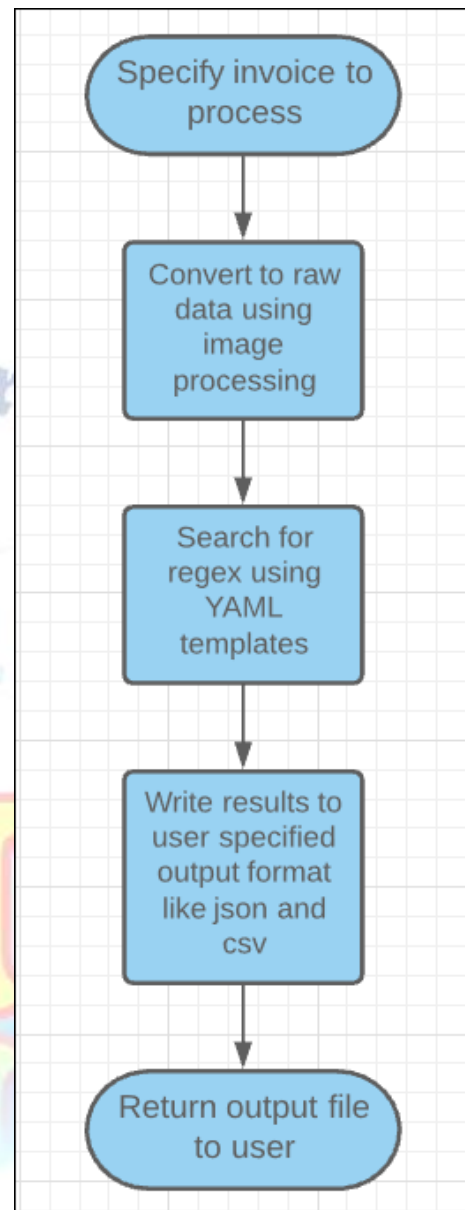 Specify invoice to
process
Convert to raw
data using
image
processing
Search for
regex using
YAML
templates
Write results to
user specified
output format
like json and
csv
Return output file
to user